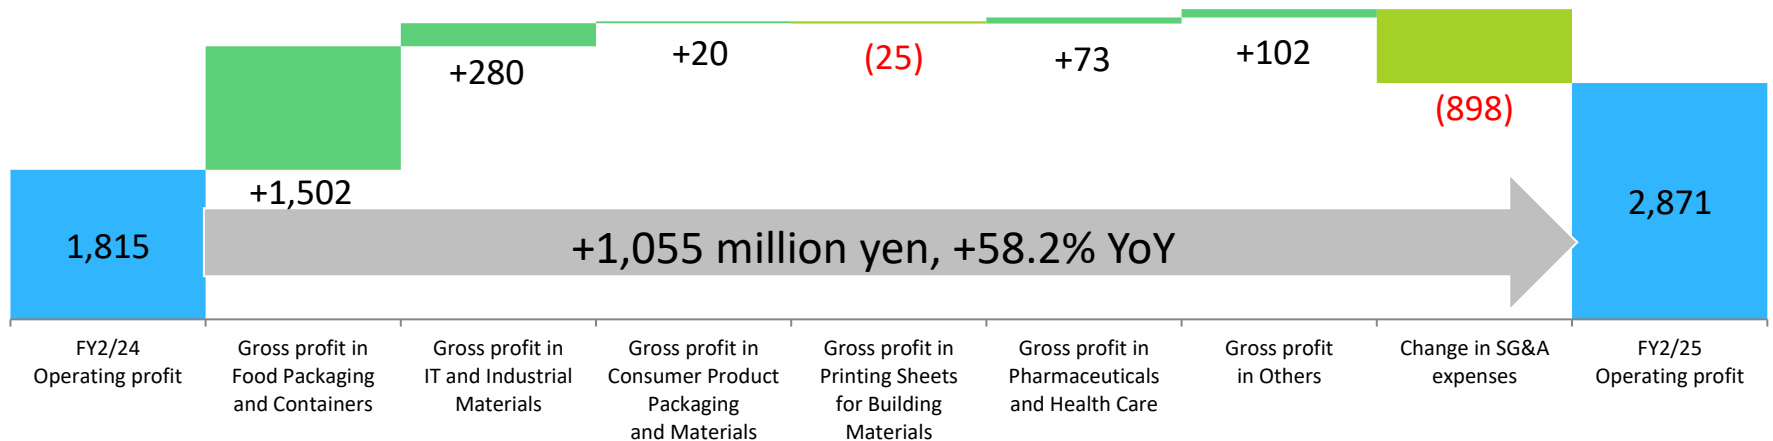 +280
+20
(25)
+73
+102
(898)
+1,502
1,815
+1,055 million yen, +58.2% YoY
2,871
FY2/24
Operating profit
Gross profit in
Food Packaging
and Containers
Gross profit in
IT and Industrial
Materials
Gross profit in
Consumer Product
Packaging
and Materials
Gross profit in
Printing Sheets
for Building
Materials
Gross profit in
Pharmaceuticals
and Health Care
Gross profit
in Others
Change in SG&A
expenses
FY2/25
Operating profit